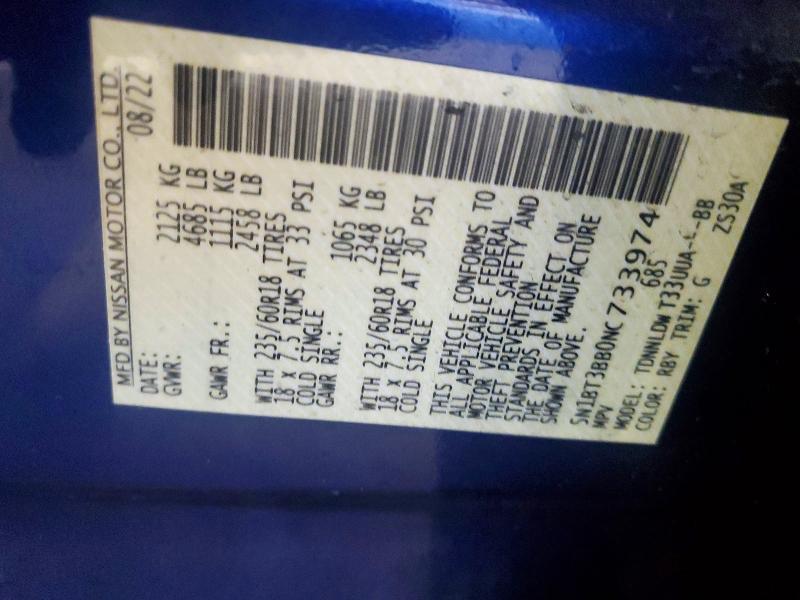 MFD BY NISSAN MOTOR CO., LTD.
DATE: 08/22
GVWR: 2125 KG
4685 LB
GAWR FR.: 1115 KG
2458 LB
WITH 235/60R18 TIRES
18 X 7.5 RIMS AT 33 PSI
COLD SINGLE
GAWR RR.: 1065 KG
2348 LB
WITH 235/60R18 TIRES
18 X 7.5 RIMS AT 30 PSI
COLD SINGLE
THIS VEHICLE CONFORMS TO
ALL APPLICABLE FEDERAL
MOTOR VEHICLE SAFETY AND
THEFT PREVENTION
STANDARDS IN EFFECT ON
THE DATE OF MANUFACTURE
SHOWN ABOVE.
5N1BT3BB0NC733974
MPV 685
MODEL: TDNNLDW
COLOR: RBY TRIM: G ZS30A